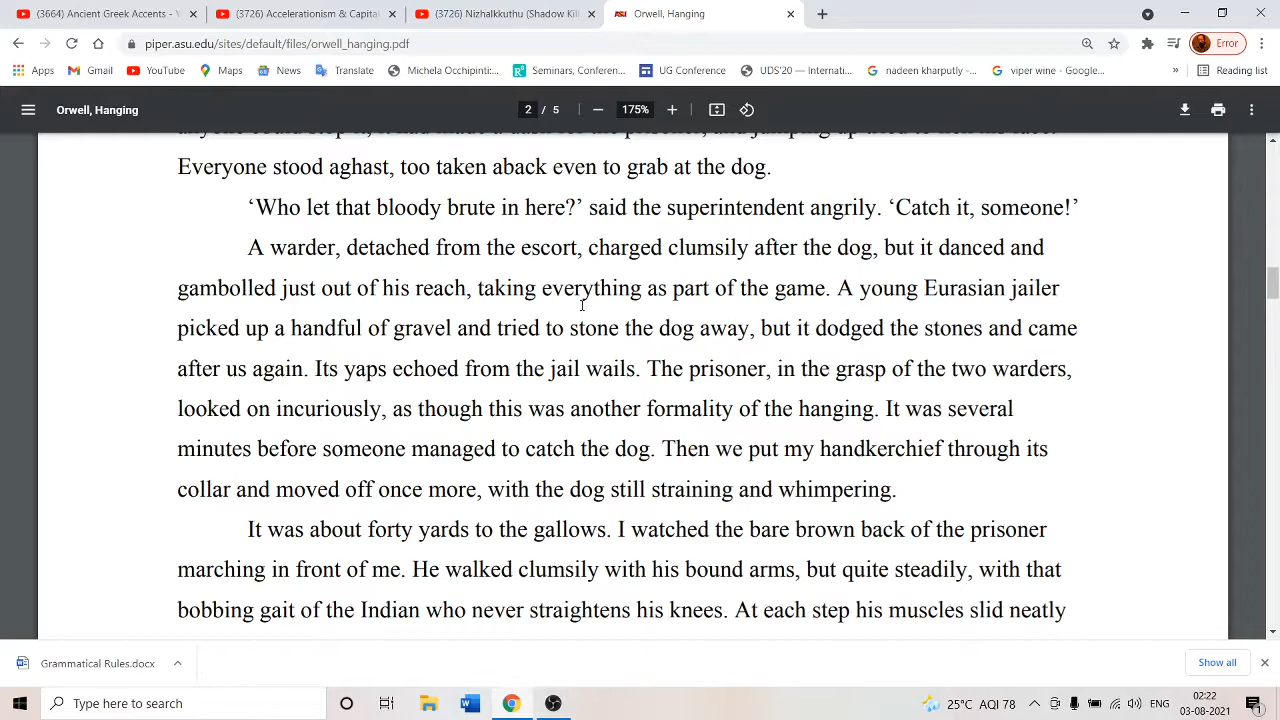 (3664) Ancient Greek Accents - Y
(3726) Accelerationism & Capital
(3723) Nizhalkkuthu (Shadow Kil
ASU Orwell, Hanging
piper.asu.edu/sites/default/files/orwell_hanging.pdf
Error
Apps
Gmail
YouTube
Maps
News
Translate
Michela Occhipinti:...
Seminars, Conferen...
UG Conference
UDS'20 — Internati...
nadeem kharputly -...
viper wine - Google...
»
Reading list
Orwell, Hanging
2 / 5
175%
Everyone stood aghast, too taken aback even to grab at the dog.
‘Who let that bloody brute in here?’ said the superintendent angrily. ‘Catch it, someone!’
A warder, detached from the escort, charged clumsily after the dog, but it danced and
gambolled just out of his reach, taking everything as part of the game. A young Eurasian jailer
picked up a handful of gravel and tried to stone the dog away, but it dodged the stones and came
after us again. Its yaps echoed from the jail wails. The prisoner, in the grasp of the two warders,
looked on incuriously, as though this was another formality of the hanging. It was several
minutes before someone managed to catch the dog. Then we put my handkerchief through its
collar and moved off once more, with the dog still straining and whimpering.
It was about forty yards to the gallows. I watched the bare brown back of the prisoner
marching in front of me. He walked clumsily with his bound arms, but quite steadily, with that
bobbing gait of the Indian who never straightens his knees. At each step his muscles slid neatly
Grammatical Rules.docx
Show all
Type here to search
25°C AQI 78
ENG
02:22
03-08-2021